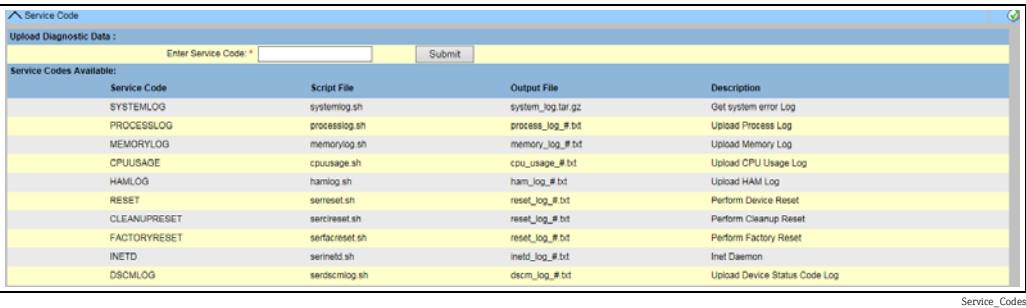 Service Code
Upload Diagnostic Data :
Enter Service Code: * Submit
Service Codes Available:
Service Code Script File Output File Description
SYSTEMLOG systemlog.sh system_log.tar.gz Get system error Log
PROCESSLOG processlog.sh process_log_#.txt Upload Process Log
MEMORYLOG memorylog.sh memory_log_#.txt Upload Memory Log
CPUUSAGE cpuusage.sh cpu_usage_#.txt Upload CPU Usage Log
HAMLOG hamlog.sh ham_log_#.txt Upload HAM Log
RESET serreset.sh reset_log_#.txt Perform Device Reset
CLEANUPRESET serclreset.sh reset_log_#.txt Perform Cleanup Reset
FACTORYRESET serfacreset.sh reset_log_#.txt Perform Factory Reset
INETD serinetd.sh inetd_log_#.txt Inet Daemon
DSCMLOG serdscmlog.sh dscm_log_#.txt Upload Device Status Code Log
Service_Codes